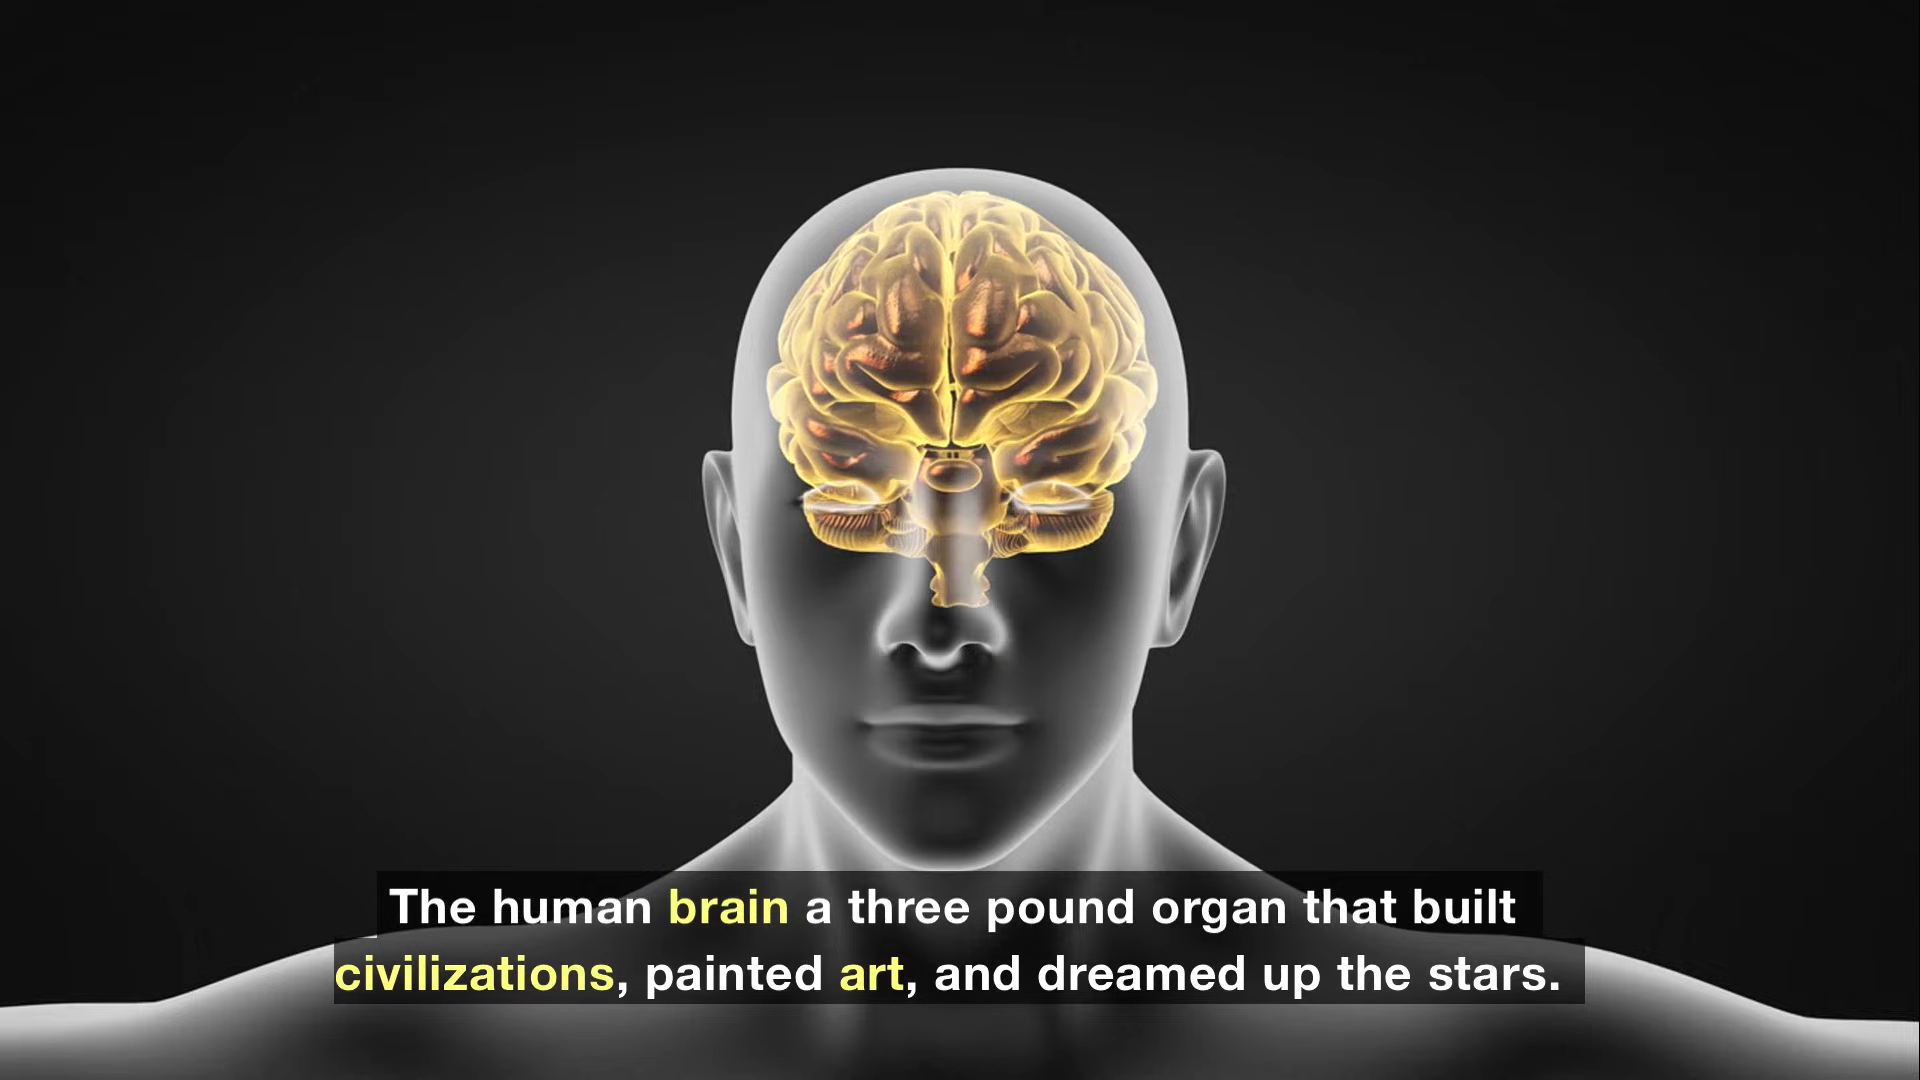 The human brain a three pound organ that built
civilizations, painted art, and dreamed up the stars.